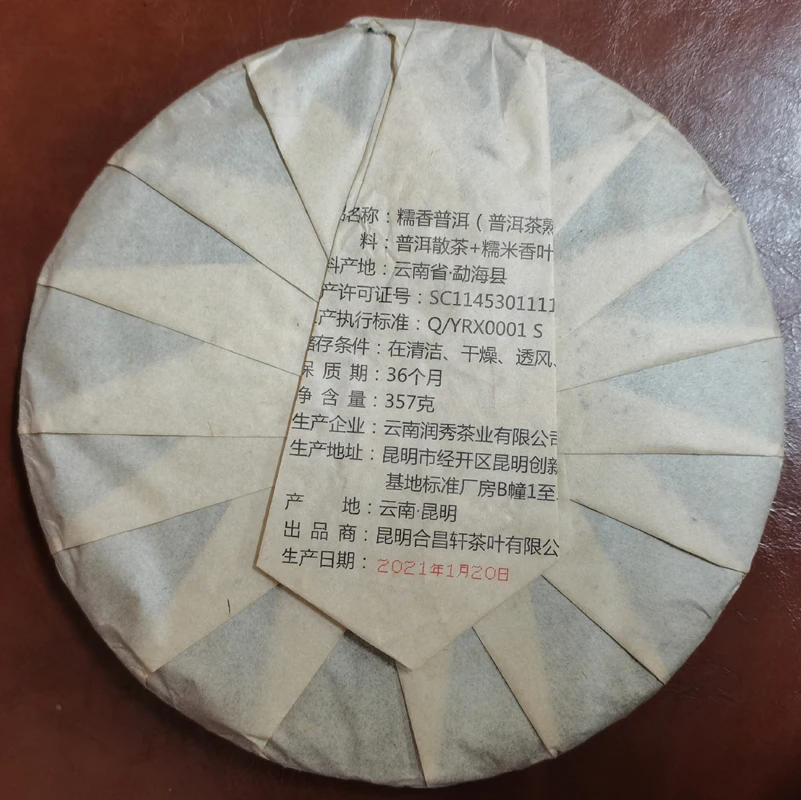 名称：糯香普洱（普洱茶熟
料：普洱散茶+糯米香叶
料产地：云南省·勐海县
产许可证号：SC1145301111
产执行标准：Q/YRX0001 S
储存条件：在清洁、干燥、透风、
保 质 期：36个月
净 含 量：357克
生产企业：云南润秀茶业有限公司
生产地址：昆明市经开区昆明创新
基地标准厂房B幢1至
产 地：云南·昆明
出 品 商：昆明合昌轩茶叶有限公
生产日期：2021年1月20日